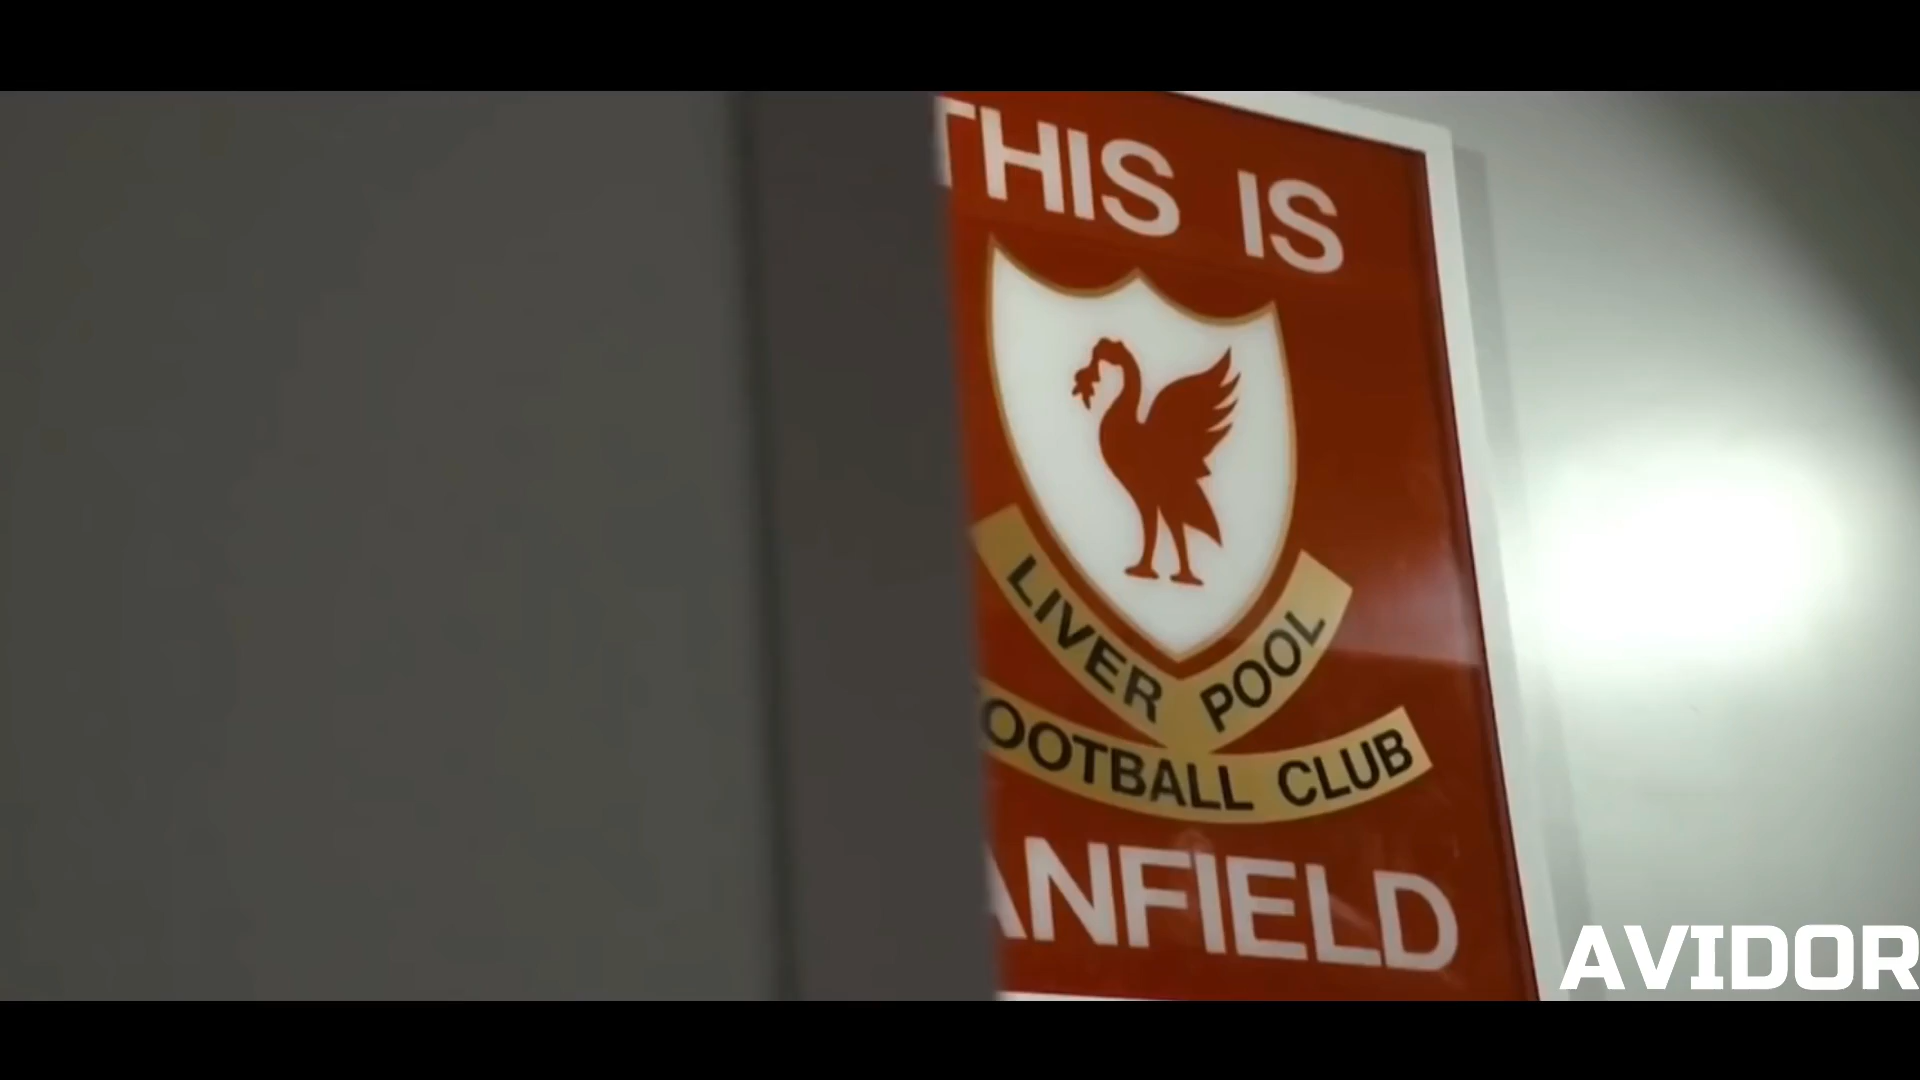 THIS IS
LIVER POOL
OOTBALL CLUB
ANFIELD
AVIDOR